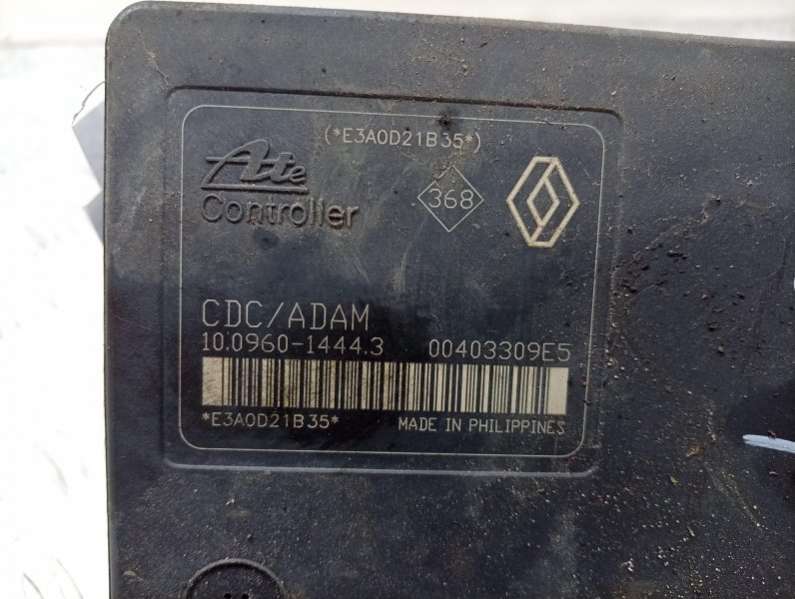 (*E3A0D21B35*)
Ate
Controller
368
CDC/ADAM
10.0960-1444.3 00403309E5
*E3A0D21B35* MADE IN PHILIPPINES